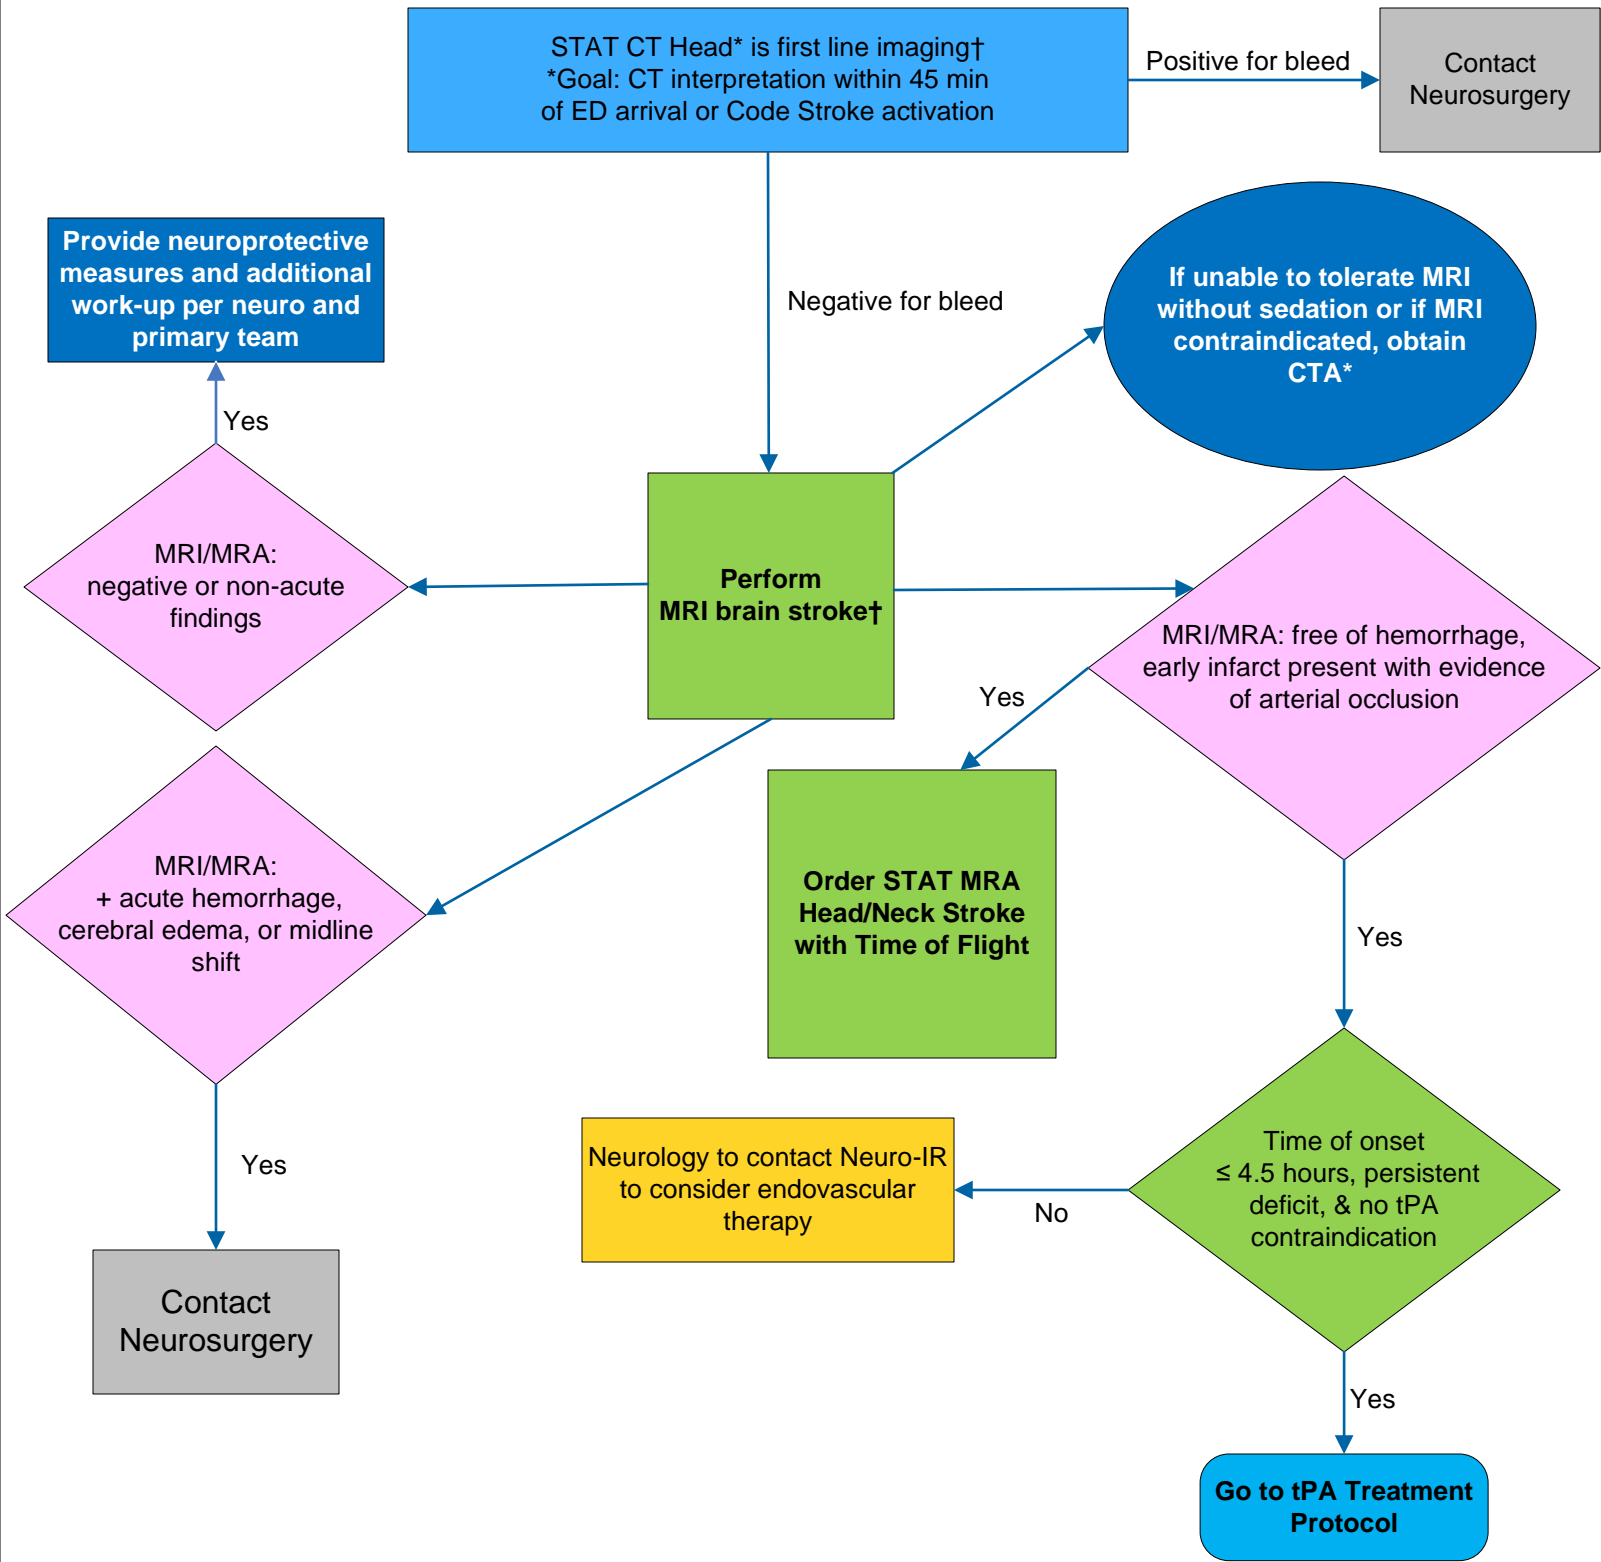 STAT CT Head* is first line imaging†
*Goal: CT interpretation within 45 min
of ED arrival or Code Stroke activation
Positive for bleed
Contact
Neurosurgery
Negative for bleed
Provide neuroprotective
measures and additional
work-up per neuro and
primary team
If unable to tolerate MRI
without sedation or if MRI
contraindicated, obtain
CTA*
Yes
MRI/MRA:
negative or non-acute
findings
Perform
MRI brain stroke†
MRI/MRA: free of hemorrhage,
early infarct present with evidence
of arterial occlusion
Yes
MRI/MRA:
+ acute hemorrhage,
cerebral edema, or midline
shift
Order STAT MRA
Head/Neck Stroke
with Time of Flight
Yes
Yes
Neurology to contact Neuro-IR
to consider endovascular
therapy
No
Time of onset
≤ 4.5 hours, persistent
deficit, & no tPA
contraindication
Contact
Neurosurgery
Yes
Go to tPA Treatment
Protocol